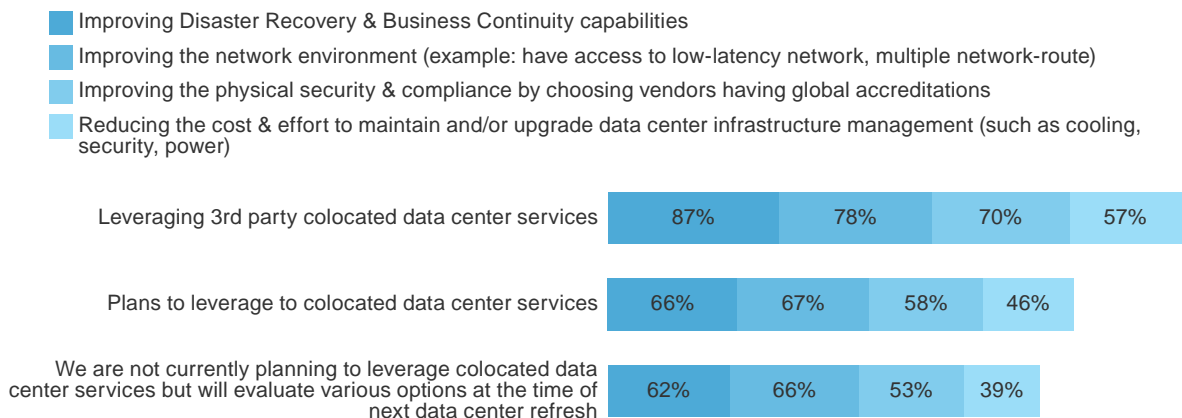 Improving Disaster Recovery & Business Continuity capabilities
Improving the network environment (example: have access to low-latency network, multiple network-route)
Improving the physical security & compliance by choosing vendors having global accreditations
Reducing the cost & effort to maintain and/or upgrade data center infrastructure management (such as cooling,
security, power)
Leveraging 3rd party colocated data center services 87% 78% 70% 57%
Plans to leverage to colocated data center services 66% 67% 58% 46%
We are not currently planning to leverage colocated data
center services but will evaluate various options at the time of
next data center refresh
62% 66% 53% 39%